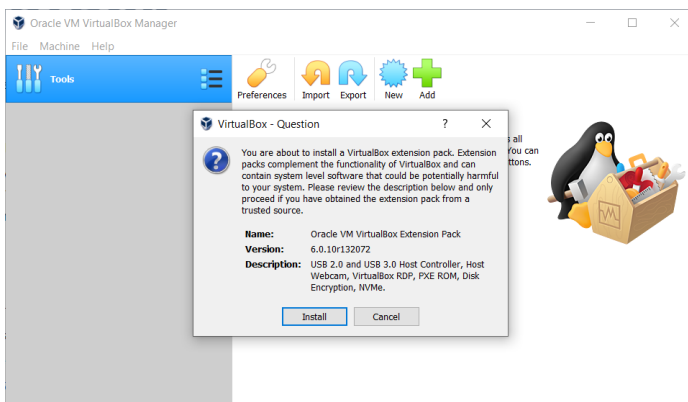 Oracle VM VirtualBox Manager
File Machine Help
Tools
Preferences Import Export New Add
s all
You can
ttons.
VirtualBox - Question
You are about to install a VirtualBox extension pack. Extension
packs complement the functionality of VirtualBox and can
contain system level software that could be potentially harmful
to your system. Please review the description below and only
proceed if you have obtained the extension pack from a
trusted source.
Name: Oracle VM VirtualBox Extension Pack
Version: 6.0.10r132072
Description: USB 2.0 and USB 3.0 Host Controller, Host
Webcam, VirtualBox RDP, PXE ROM, Disk
Encryption, NVMe.
Install Cancel